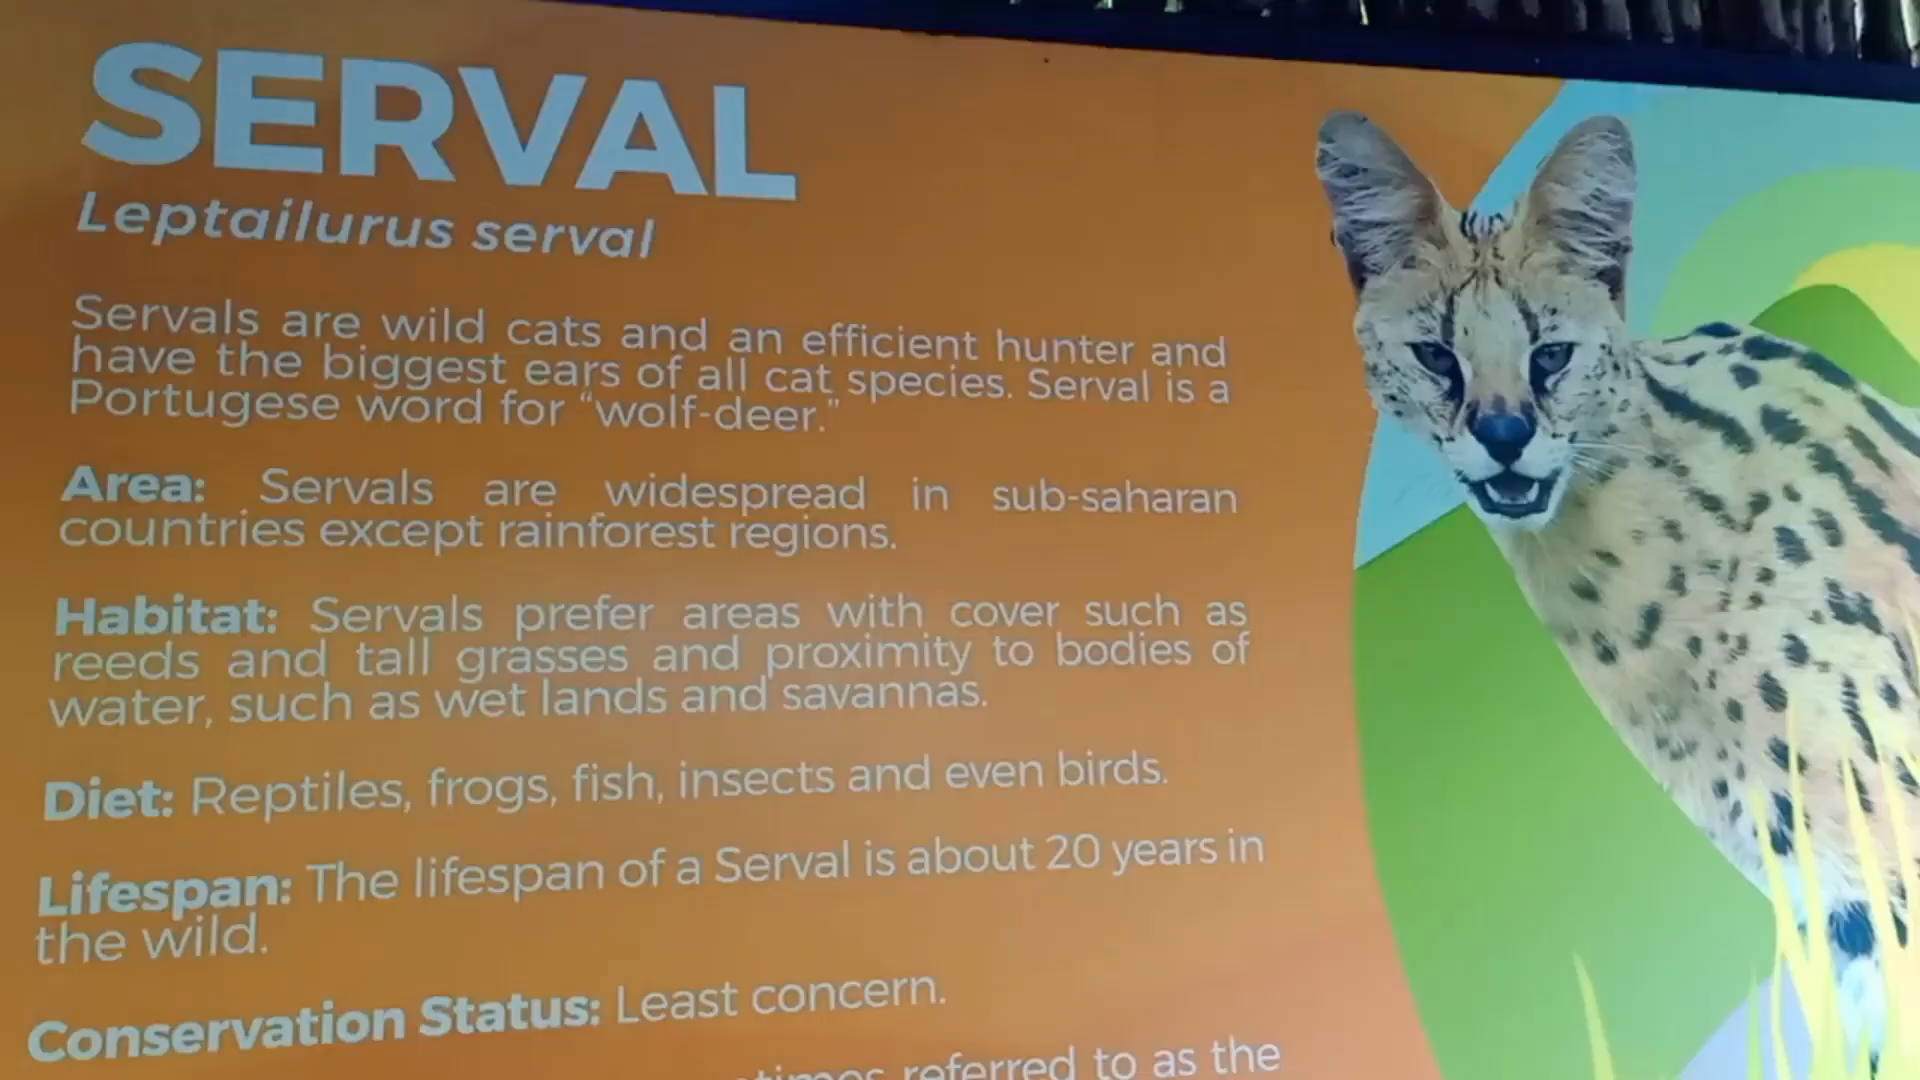 SERVAL
Leptailurus serval
Servals are wild cats and an efficient hunter and
have the biggest ears of all cat species. Serval is a
Portugese word for "wolf-deer."
Area: Servals are widespread in sub-saharan
countries except rainforest regions.
Habitat: Servals prefer areas with cover such as
reeds and tall grasses and proximity to bodies of
water, such as wet lands and savannas.
Diet: Reptiles, frogs, fish, insects and even birds.
Lifespan: The lifespan of a Serval is about 20 years in
the wild.
Conservation Status: Least concern.
referred to as the